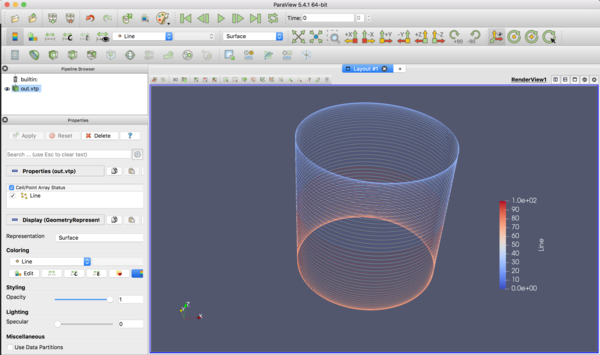 ParaView 5.4.1 64-bit
Time: 0
0
Line
Surface
+X -X +Y -Y +Z -Z +90 -90
Pipeline Browser
Layout #1
+
builtin:
out.vtp
RenderView1
Properties
Apply
Reset
Delete
?
Search ... (use Esc to clear text)
Properties (out.vtp)
Cell/Point Array Status
Line
Display (GeometryRepresent
Representation
Surface
Coloring
Line
Edit
Styling
Opacity
1
Lighting
Specular
0
Miscellaneous
Use Data Partitions
1.0e+02
90
80
70
60
50
40
30
20
10
0.0e+00
Line
Z
X